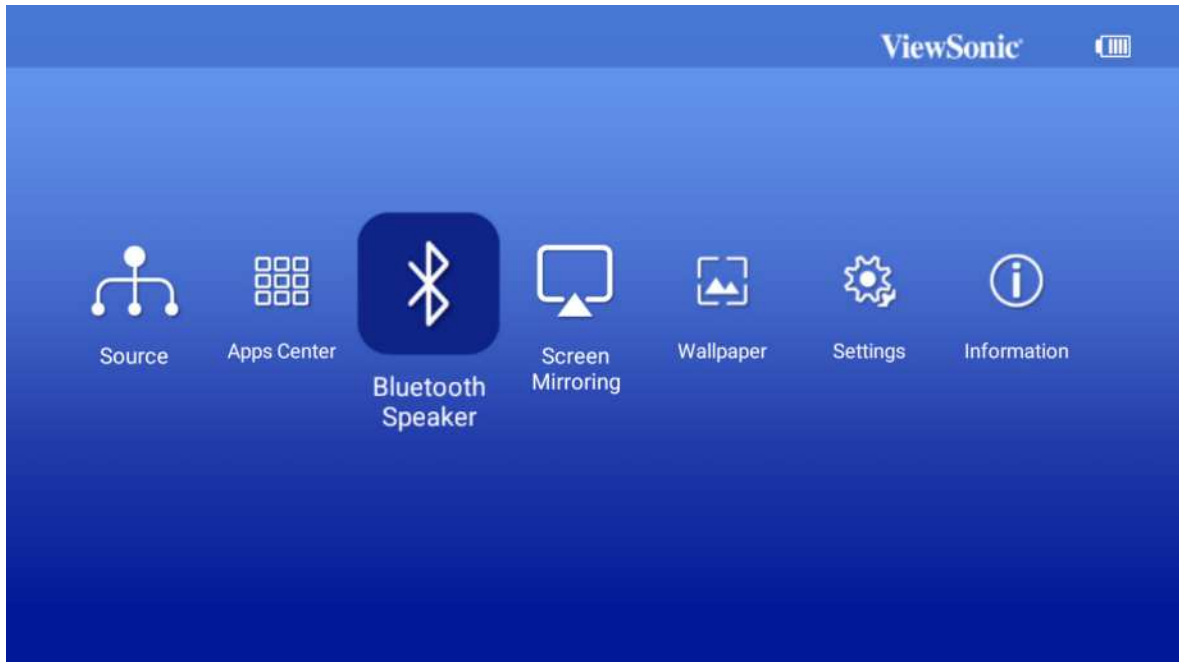 ViewSonic
Source
Apps Center
Bluetooth
Speaker
Screen
Mirroring
Wallpaper
Settings
Information